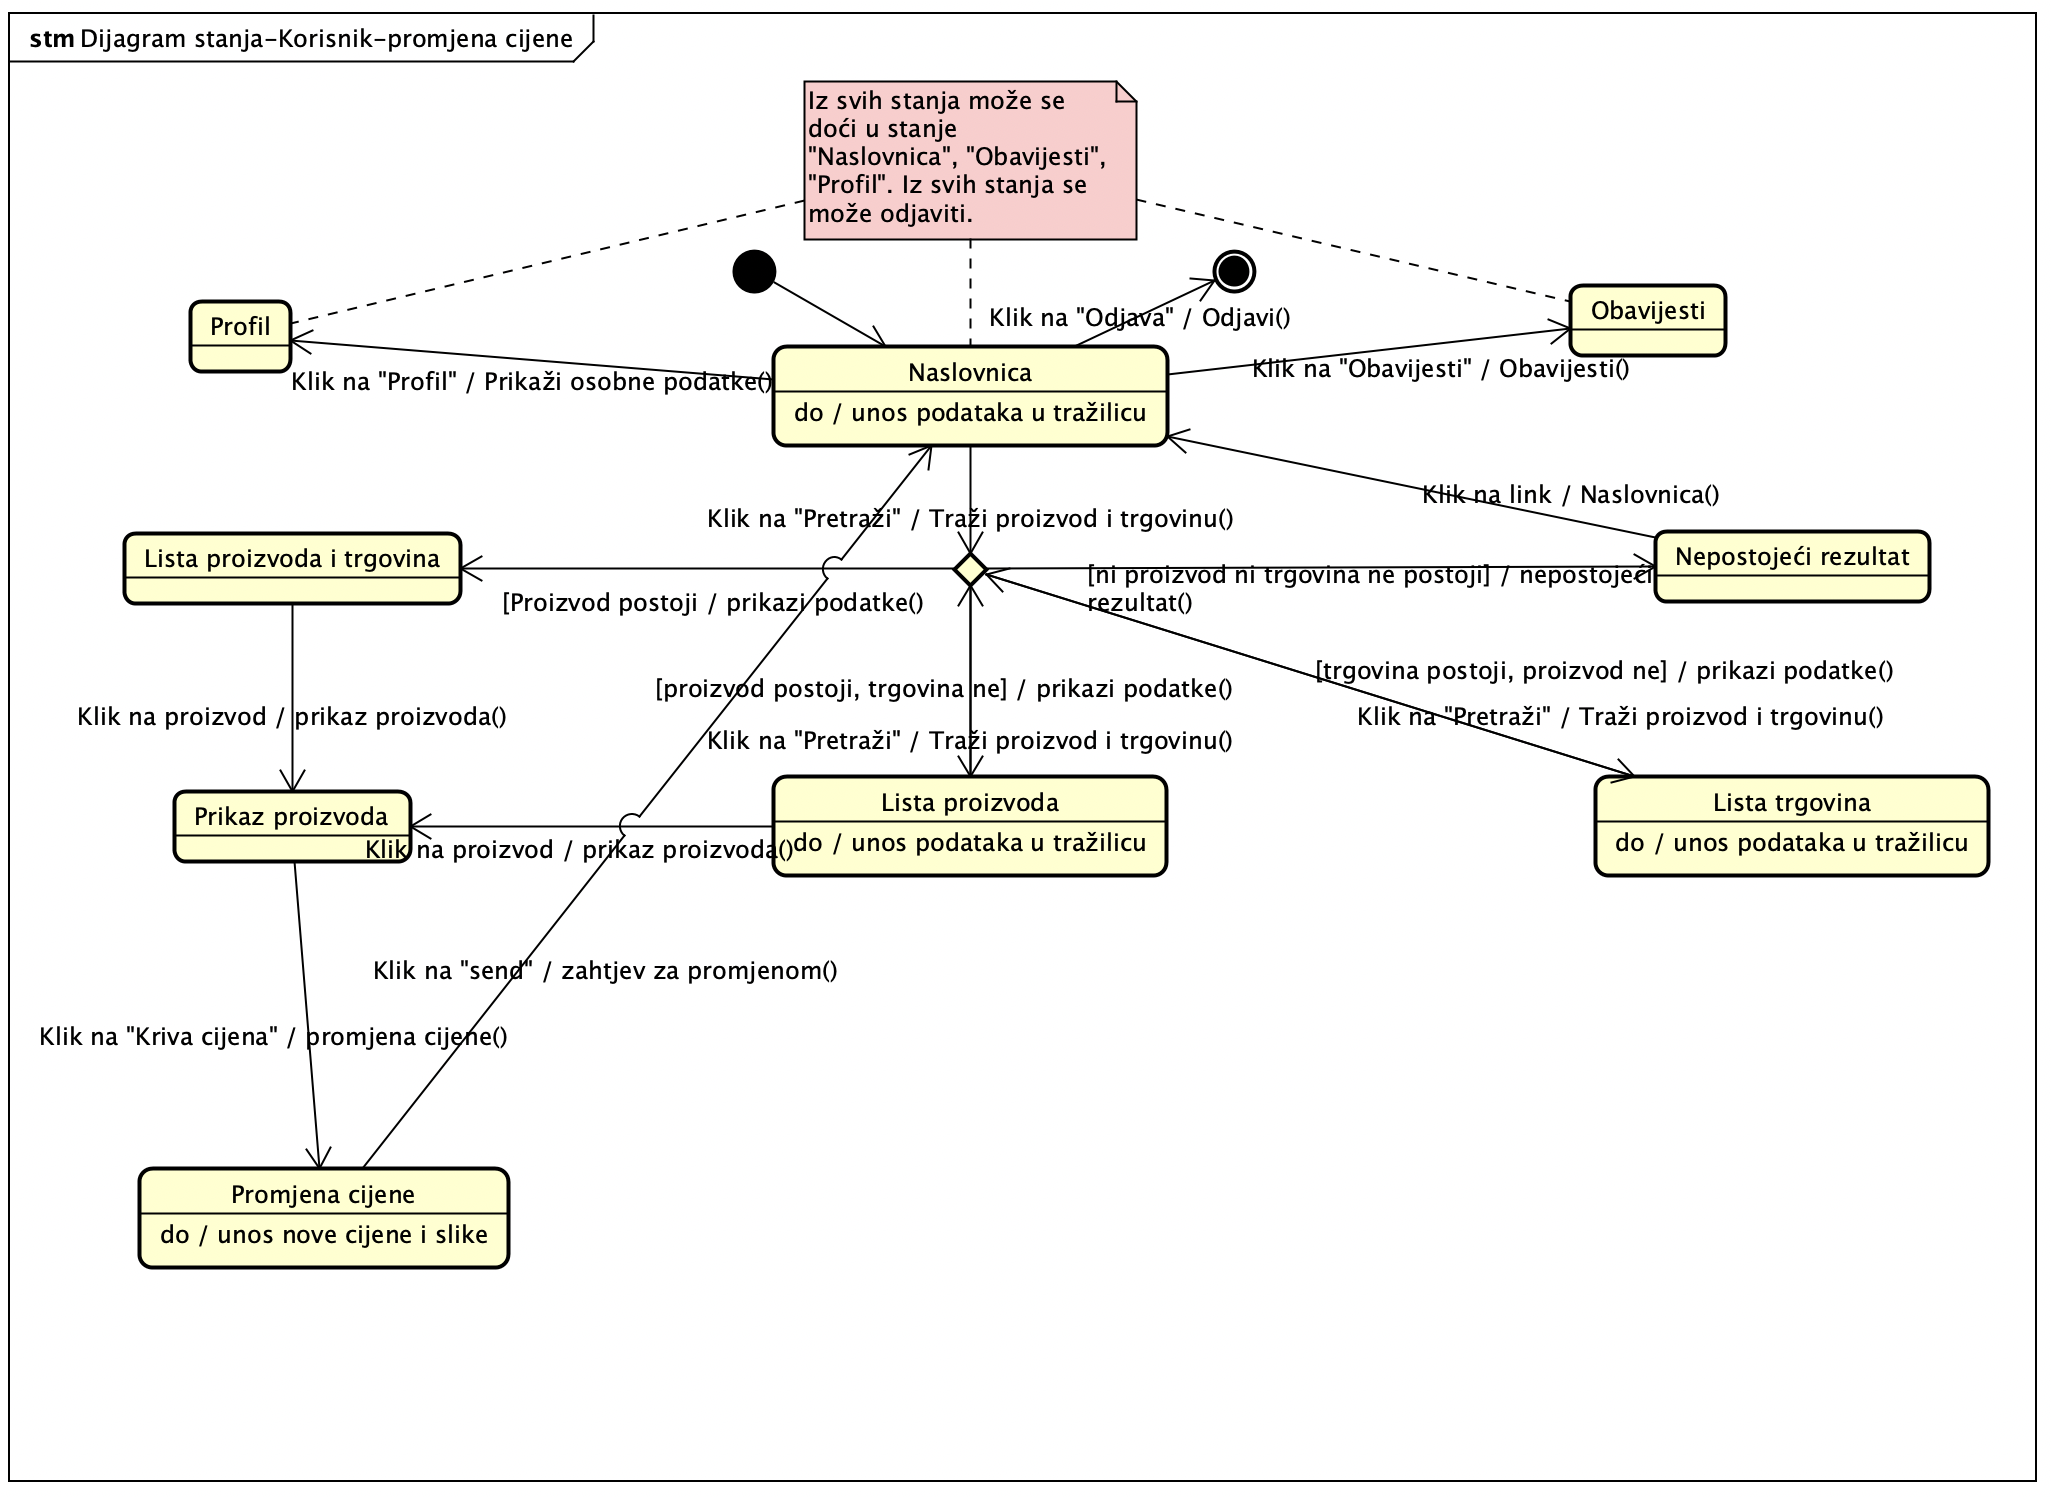 stm Dijagram stanja-Korisnik-promjena cijene
Iz svih stanja može se
doći u stanje
"Naslovnica", "Obavijesti",
"Profil". Iz svih stanja se
može odjaviti.
Profil
Klik na "Odjava" / Odjavi()
Obavijesti
Klik na "Profil" / Prikaži osobne podatke()
Naslovnica
do / unos podataka u tražilicu
Klik na "Obavijesti" / Obavijesti()
Klik na link / Naslovnica()
Klik na "Pretraži" / Traži proizvod i trgovinu()
Lista proizvoda i trgovina
Nepostojeći rezultat
[ni proizvod ni trgovina ne postoji] / nepostojeći
rezultat()
[Proizvod postoji / prikazi podatke()
[trgovina postoji, proizvod ne] / prikazi podatke()
[proizvod postoji, trgovina ne] / prikazi podatke()
Klik na proizvod / prikaz proizvoda()
Klik na "Pretraži" / Traži proizvod i trgovinu()
Klik na "Pretraži" / Traži proizvod i trgovinu()
Prikaz proizvoda
Lista proizvoda
do / unos podataka u tražilicu
Lista trgovina
do / unos podataka u tražilicu
Klik na proizvod / prikaz proizvoda()
Klik na "send" / zahtjev za promjenom()
Klik na "Kriva cijena" / promjena cijene()
Promjena cijene
do / unos nove cijene i slike